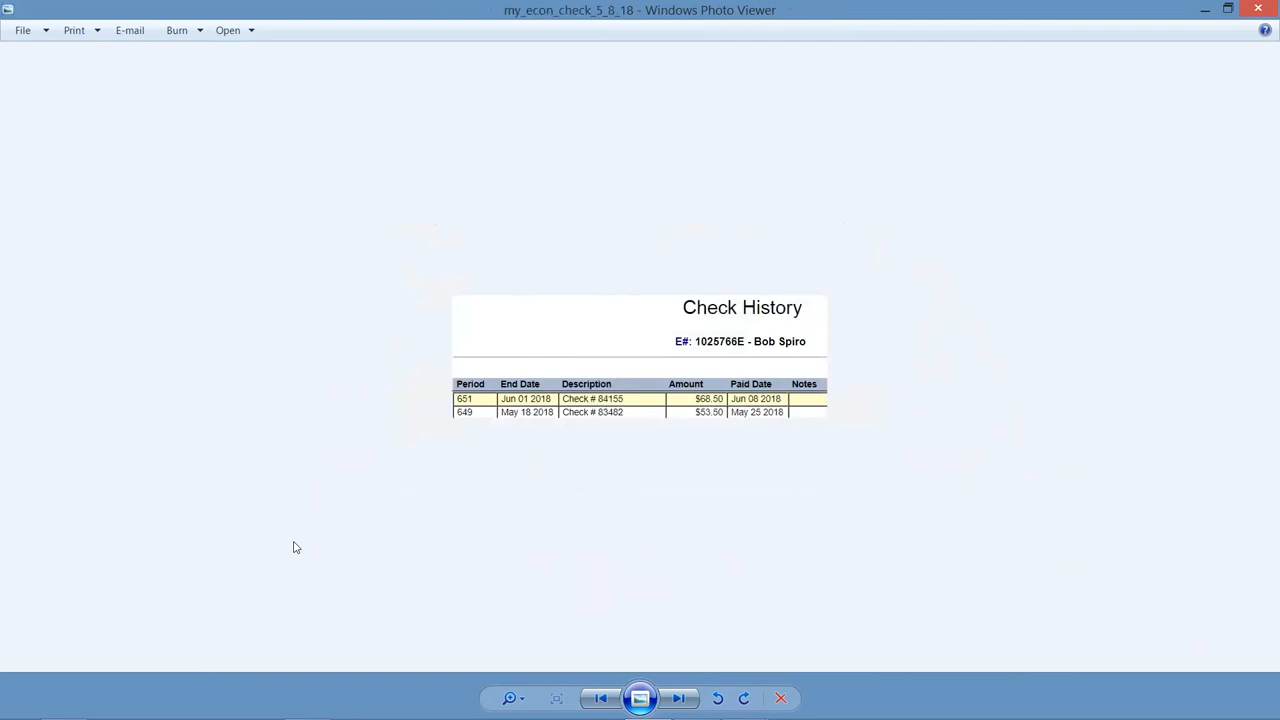 my_econ_check_5_8_18 - Windows Photo Viewer
File Print E-mail Burn Open
Check History
E#: 1025766E - Bob Spiro
Period End Date Description Amount Paid Date Notes
651 Jun 01 2018 Check # 84155 $68.50 Jun 08 2018
649 May 18 2018 Check # 83482 $53.50 May 25 2018